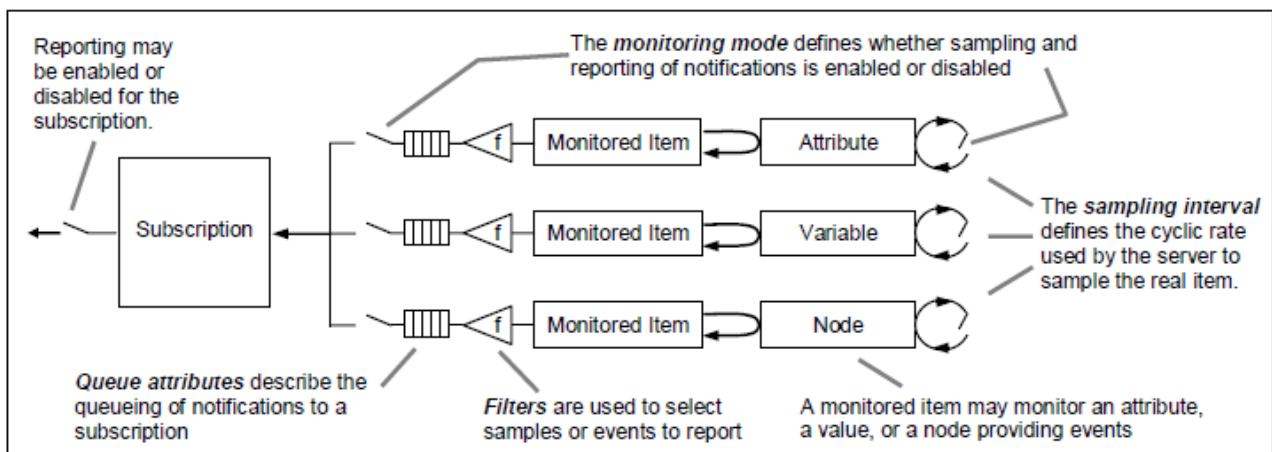 Reporting may
be enabled or
disabled for the
subscription.
The monitoring mode defines whether sampling and
reporting of notifications is enabled or disabled
f
Monitored Item
Attribute
Subscription
f
Monitored Item
Variable
The sampling interval
defines the cyclic rate
used by the server to
sample the real item.
f
Monitored Item
Node
Queue attributes describe the
queueing of notifications to a
subscription
Filters are used to select
samples or events to report
A monitored item may monitor an attribute,
a value, or a node providing events